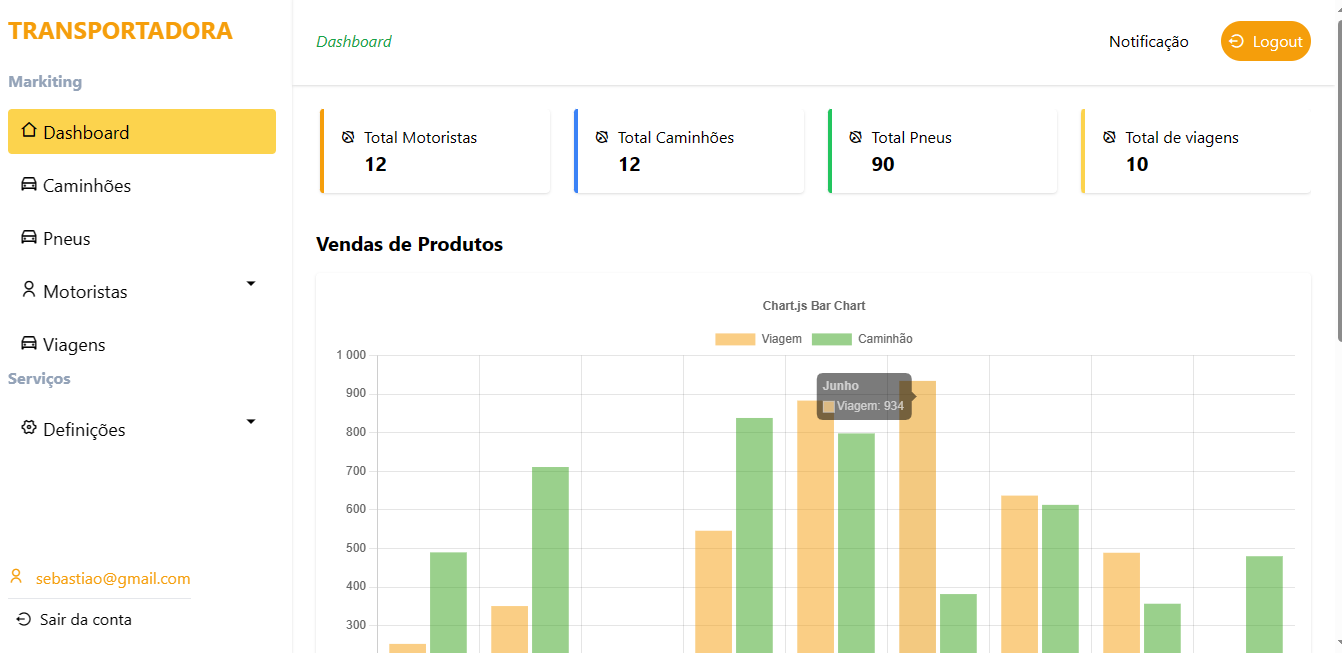 TRANSPORTADORA
Markiting
Dashboard
Caminhões
Pneus
Motoristas
Viagens
Serviços
Definições
sebastiao@gmail.com
Sair da conta
Dashboard
Notificação
Logout
Total Motoristas
12
Total Caminhões
12
Total Pneus
90
Total de viagens
10
Vendas de Produtos
Chart.js Bar Chart
Viagem
Caminhão
1 000
900
800
700
600
500
400
300
Junho
Viagem: 934